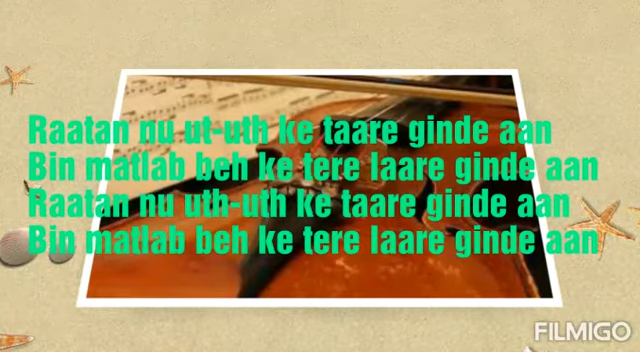 Raatan nu ut-uth ke taare ginde aan
Bin matlab beh ke tere laare ginde aan
Raatan nu uth-uth ke taare ginde aan
Bin matlab beh ke tere laare ginde aan
FILMIGO